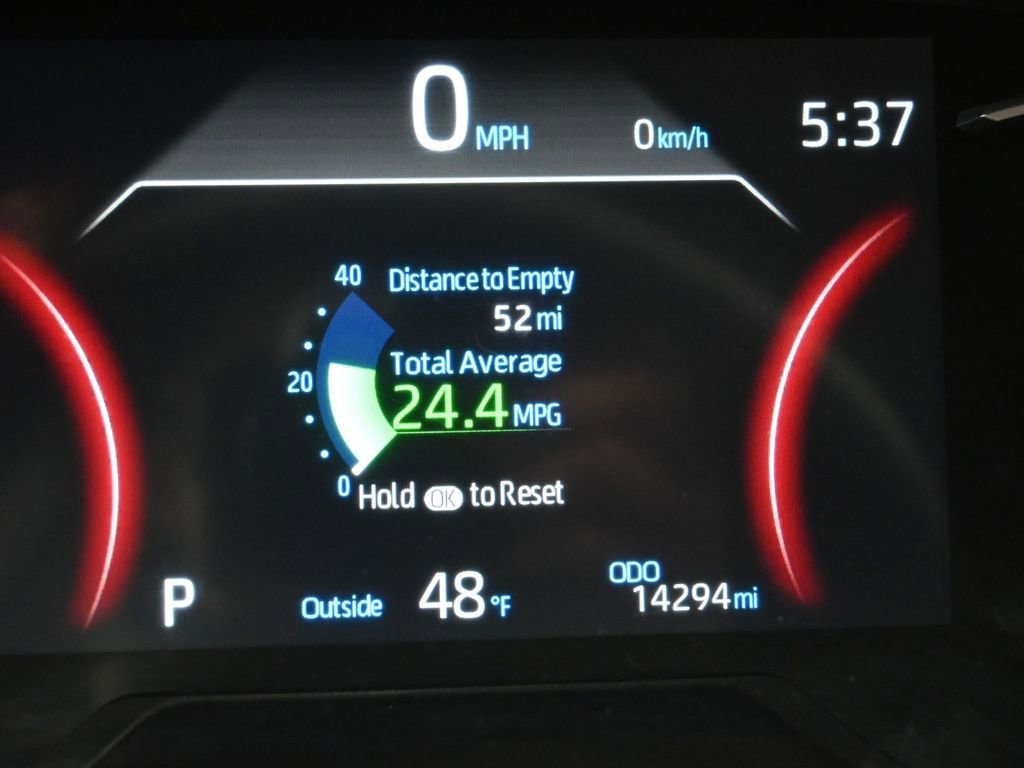 0 MPH 0 km/h 5:37
40 Distance to Empty
52 mi
Total Average
20 24.4 MPG
0 Hold OK to Reset
P Outside 48 °F ODO
14294 mi